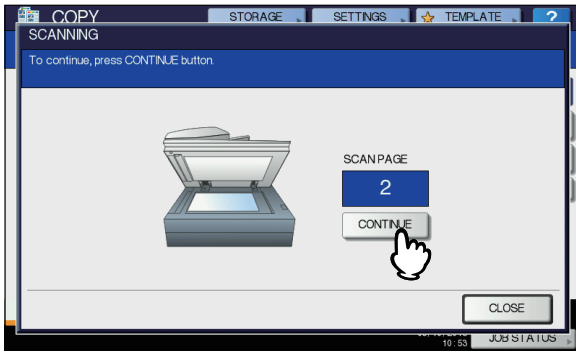 COPY
STORAGE
SETTINGS
TEMPLATE
?
SCANNING
To continue, press CONTINUE button.
SCAN PAGE
2
CONTINUE
CLOSE
10 : 53
JOB STATUS